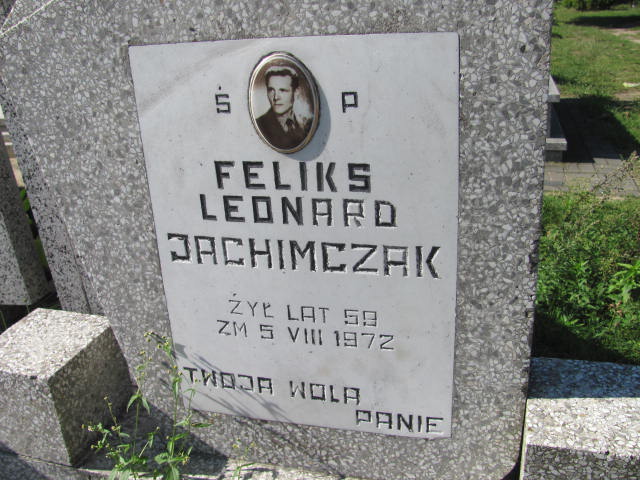 Ś P
FELIKS
LEONARD
JACHIMCZAK
ŻYŁ LAT 59
ZM 5 VIII 1972
TWOJA WOLA
PANIE